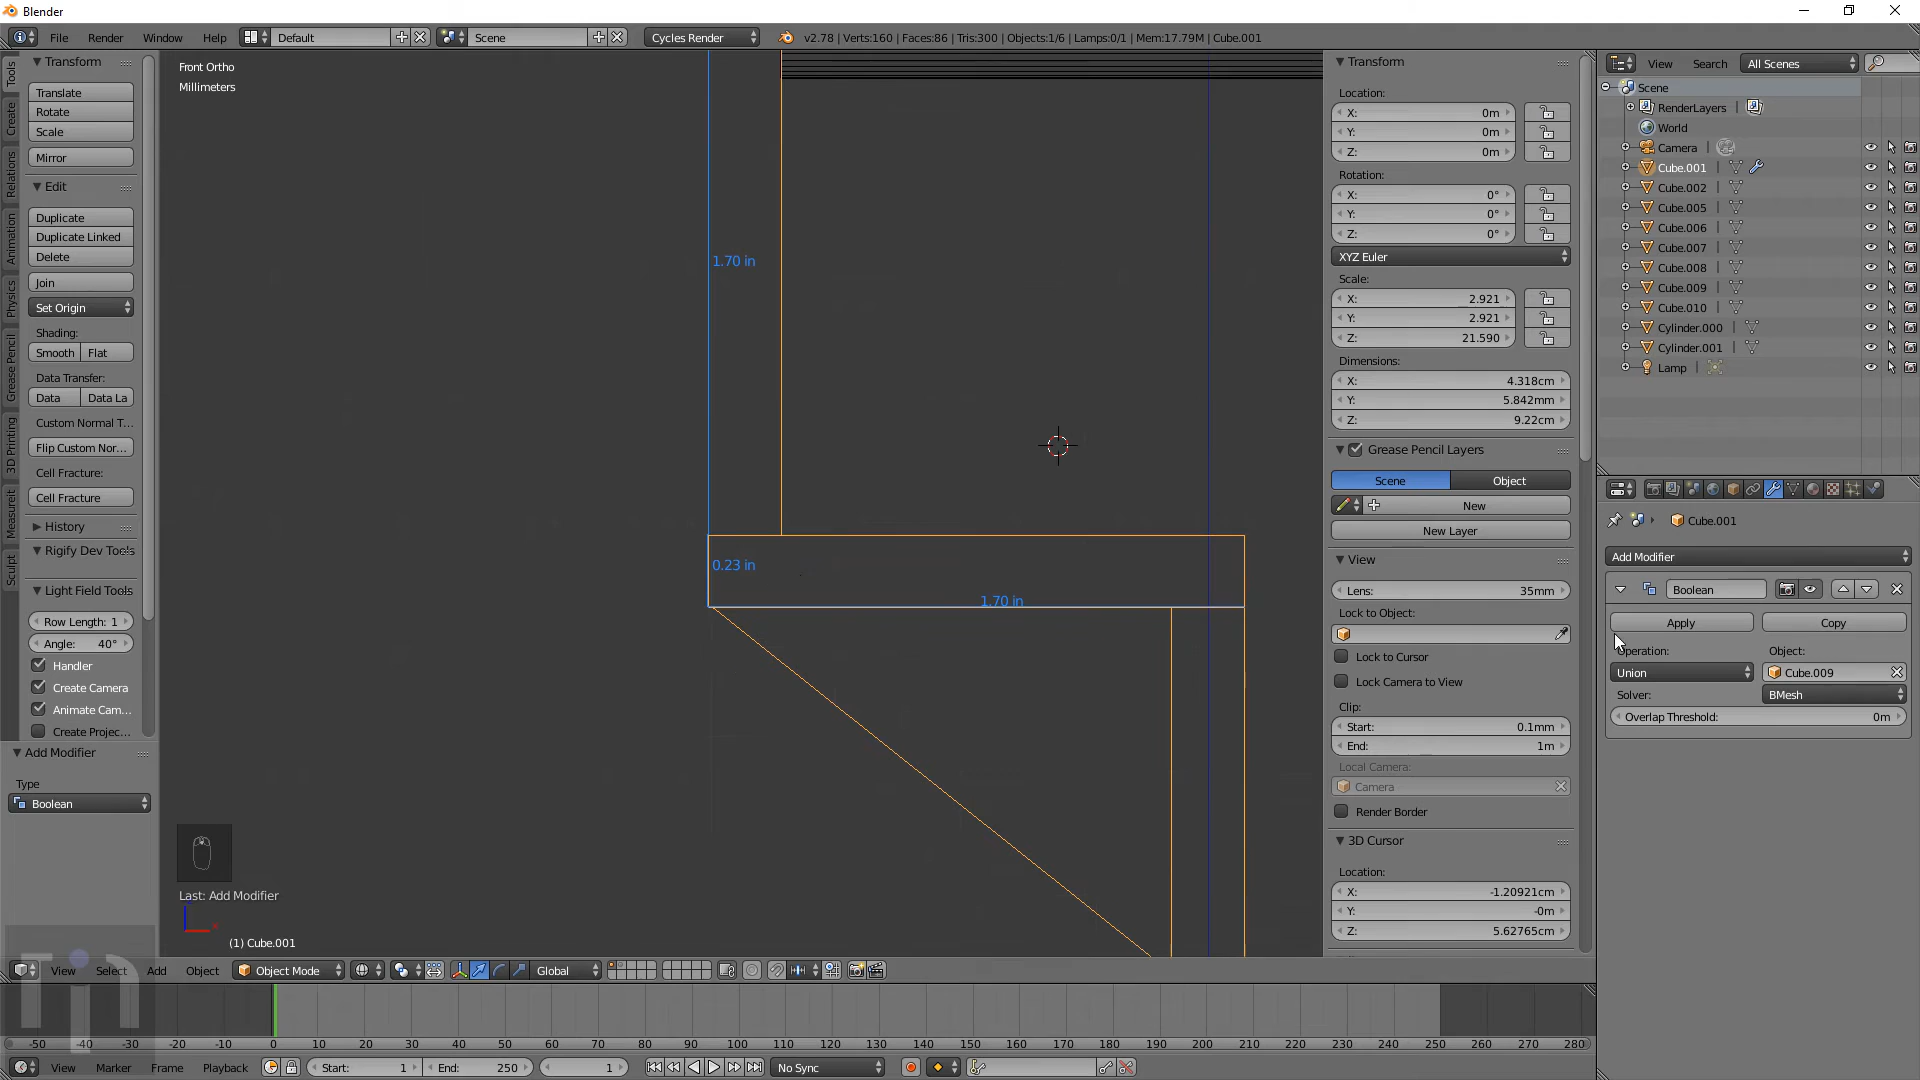 Blender
File Render Window Help Default Scene Cycles Render v2.78 | Verts:160 | Faces:86 | Tris:300 | Objects:1/6 | Lamps:0/1 | Mem:17.79M | Cube.001
Tools
Create
Relations
Animation
Physics
Grease Pencil
3D Printing
Measureit
Sculpt
Transform
Translate
Rotate
Scale
Mirror
Edit
Duplicate
Duplicate Linked
Delete
Join
Set Origin
Shading:
Smooth Flat
Data Transfer:
Data Data La
Custom Normal T...
Flip Custom Nor...
Cell Fracture:
Cell Fracture
History
Rigify Dev Tools
Light Field Tools
Row Length: 1
Angle: 40°
Handler
Create Camera
Animate Cam...
Create Projec...
Add Modifier
Type
Boolean
Front Ortho
Millimeters
1.70 in
0.23 in
1.70 in
Last: Add Modifier
(1) Cube.001
View Select Add Object Object Mode Global
Transform
Location:
X: 0m
Y: 0m
Z: 0m
Rotation:
X: 0°
Y: 0°
Z: 0°
XYZ Euler
Scale:
X: 2.921
Y: 2.921
Z: 21.590
Dimensions:
X: 4.318cm
Y: 5.842mm
Z: 9.22cm
Grease Pencil Layers
Scene Object
New
New Layer
View
Lens: 35mm
Lock to Object:
Lock to Cursor
Lock Camera to View
Clip:
Start: 0.1mm
End: 1m
Local Camera:
Camera
Render Border
3D Cursor
Location:
X: -1.20921cm
Y: -0m
Z: 5.62765cm
View Search All Scenes
Scene
RenderLayers
World
Camera
Cube.001
Cube.002
Cube.005
Cube.006
Cube.007
Cube.008
Cube.009
Cube.010
Cylinder.000
Cylinder.001
Lamp
Cube.001
Add Modifier
Boolean
Apply Copy
Operation: Object:
Union Cube.009
Solver: BMesh
Overlap Threshold: 0m
-50 -40 -30 -20 -10 0 10 20 30 40 50 60 70 80 90 100 110 120 130 140 150 160 170 180 190 200 210 220 230 240 250 260 270 280
View Marker Frame Playback Start: 1 End: 250 1 No Sync